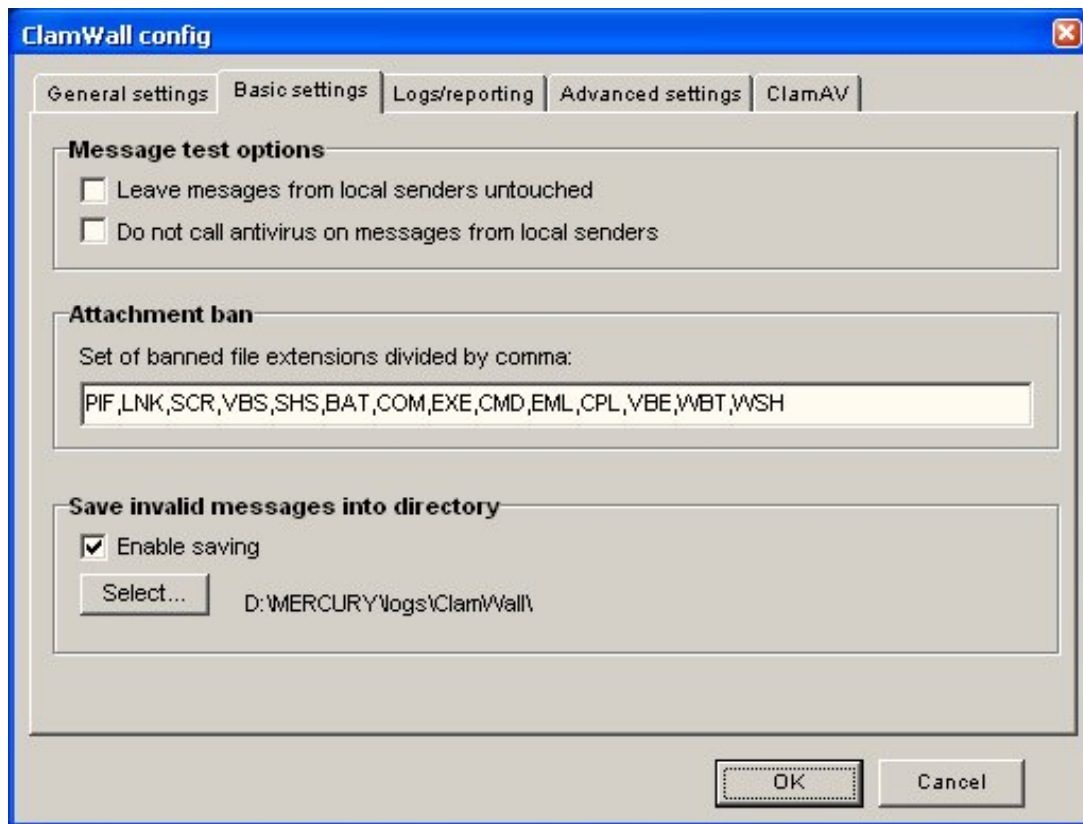 ClamWall config
General settings
Basic settings
Logs/reporting
Advanced settings
ClamAV
Message test options
Leave mesages from local senders untouched
Do not call antivirus on messages from local senders
Attachment ban
Set of banned file extensions divided by comma:
PIF,LNK,SCR,VBS,SHS,BAT,COM,EXE,CMD,EML,CPL,VBE,WBT,WSH
Save invalid messages into directory
Enable saving
Select... D:\MERCURY\logs\ClamWall\
OK Cancel